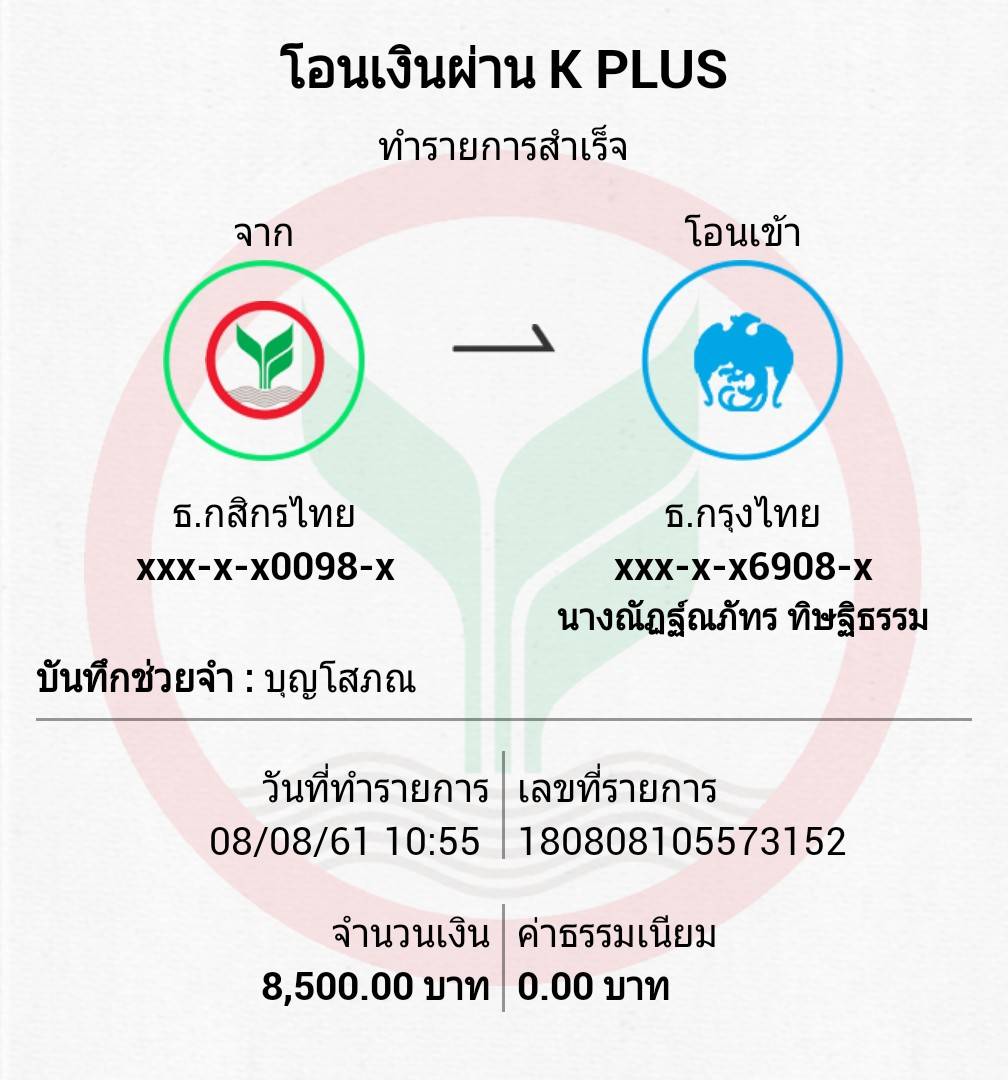 โอนเงินผ่าน K PLUS
ทำรายการสำเร็จ
จาก
โอนเข้า
ธ.กสิกรไทย
xxx-x-x0098-x
ธ.กรุงไทย
xxx-x-x6908-x
นางณัฏฐ์ณภัทร ทิษฐิธรรม
บันทึกช่วยจำ : บุญโสภณ
วันที่ทำรายการ
08/08/61 10:55
เลขที่รายการ
180808105573152
จำนวนเงิน
8,500.00 บาท
ค่าธรรมเนียม
0.00 บาท